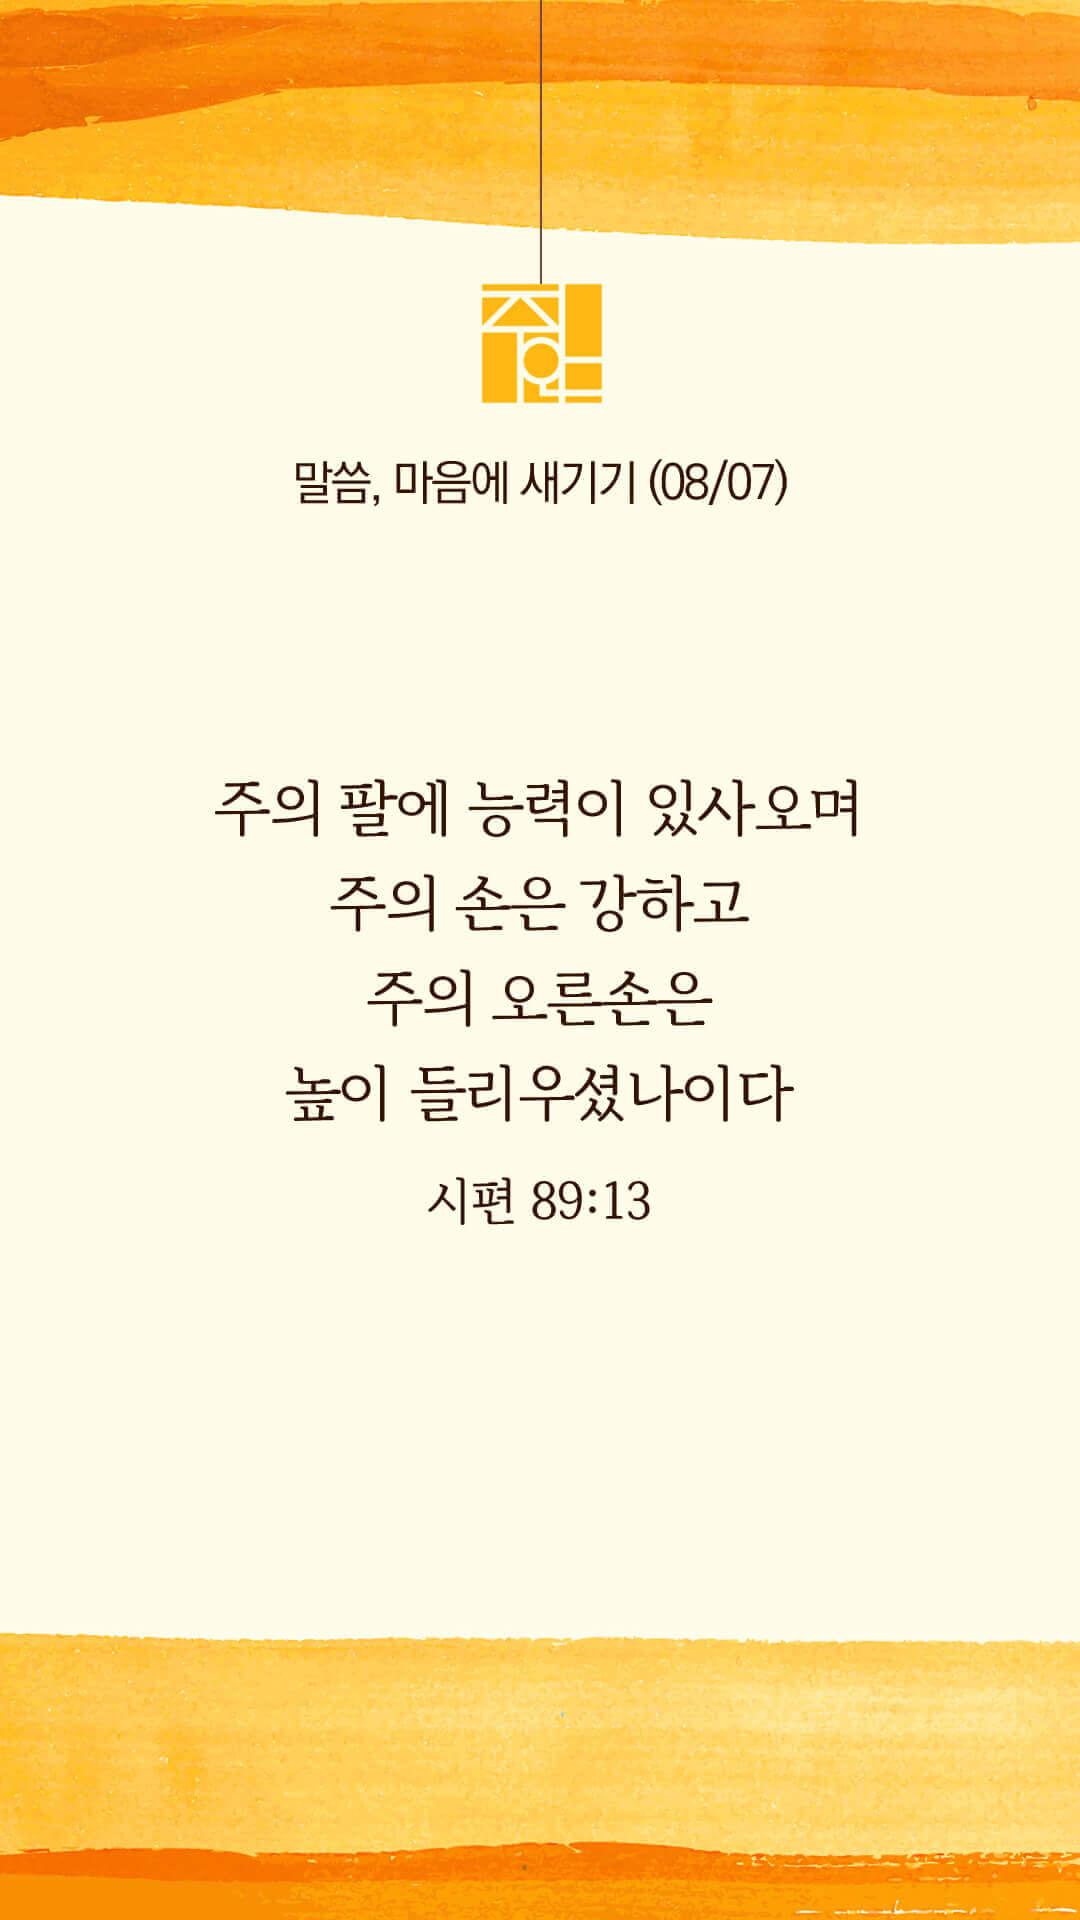 말씀, 마음에 새기기 (08/07)
주의 팔에 능력이 있사오며
주의 손은 강하고
주의 오른손은
높이 들리우셨나이다
시편 89:13